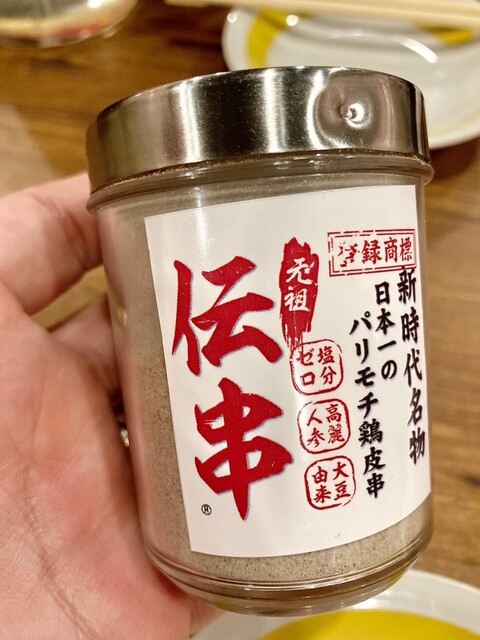 登録商標
新時代名物
日本一の
パリモチ鶏皮串
元祖
伝串
塩分
ゼロ
高麗
人参
大豆
由来
®